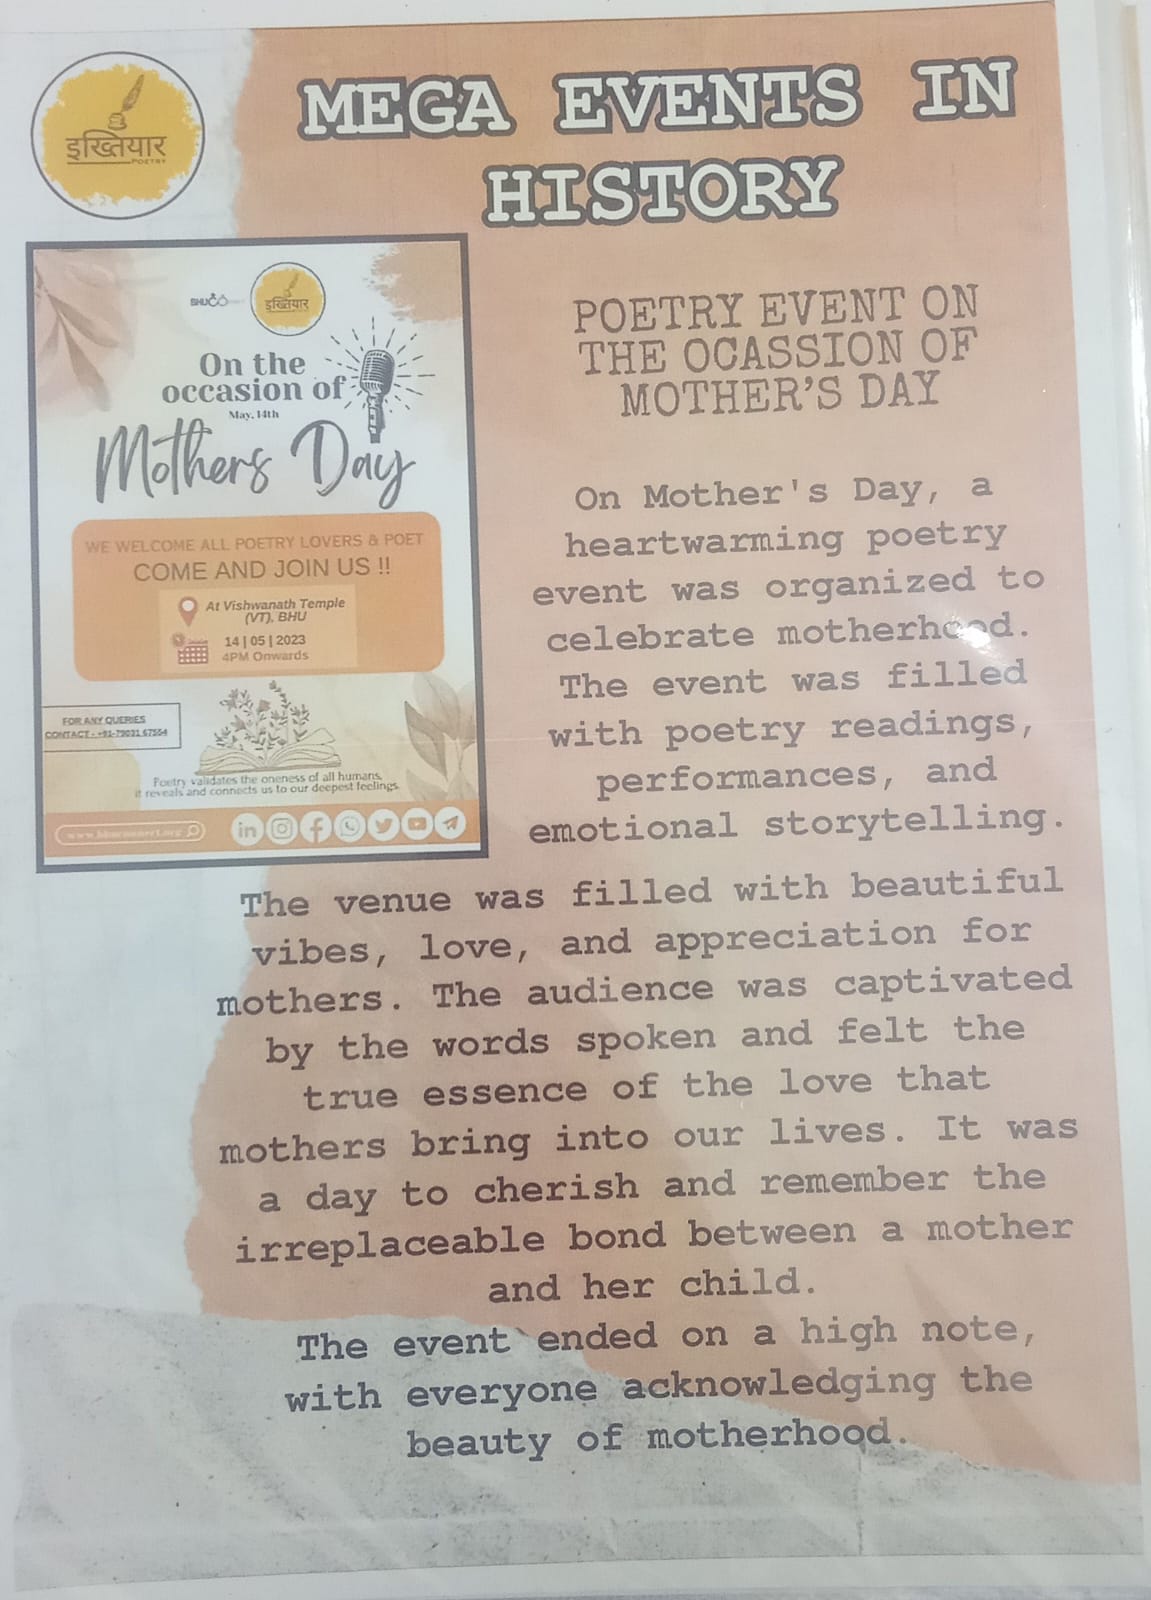 इख्तियार
POETRY
MEGA EVENTS IN
HISTORY
इख्तियार
On the
occasion of
May, 14th
Mothers Day
WE WELCOME ALL POETRY LOVERS & POET
COME AND JOIN US !!
At Vishwanath Temple
(VT), BHU
14 | 05 | 2023
4PM Onwards
FOR ANY QUERIES
CONTACT - +91-79031 67554
Poetry validates the oneness of all humans,
it reveals and connects us to our deepest feelings.
www.bhuconnect.org
POETRY EVENT ON
THE OCASSION OF
MOTHER'S DAY
On Mother's Day, a
heartwarming poetry
event was organized to
celebrate motherhood.
The event was filled
with poetry readings,
performances, and
emotional storytelling.
The venue was filled with beautiful
vibes, love, and appreciation for
mothers. The audience was captivated
by the words spoken and felt the
true essence of the love that
mothers bring into our lives. It was
a day to cherish and remember the
irreplaceable bond between a mother
and her child.
The event ended on a high note,
with everyone acknowledging the
beauty of motherhood.